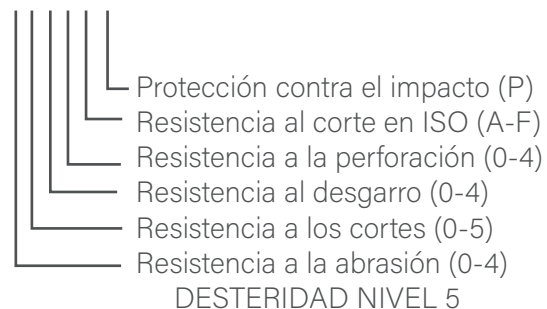 Protección contra el impacto (P)
Resistencia al corte en ISO (A-F)
Resistencia a la perforación (0-4)
Resistencia al desgarro (0-4)
Resistencia a los cortes (0-5)
Resistencia a la abrasión (0-4)
DESTERIDAD NIVEL 5